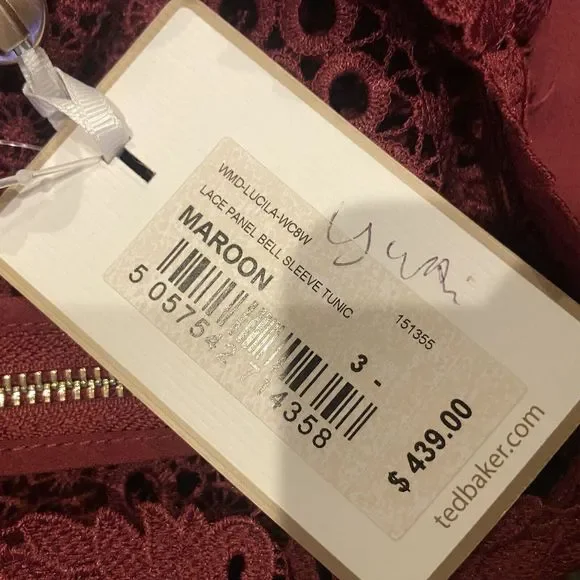 WMD-LUCILA-WC8W
LACE PANEL BELL SLEEVE TUNIC
MAROON
151355
5 057542 714358
3 -
$ 439.00
tedbaker.com